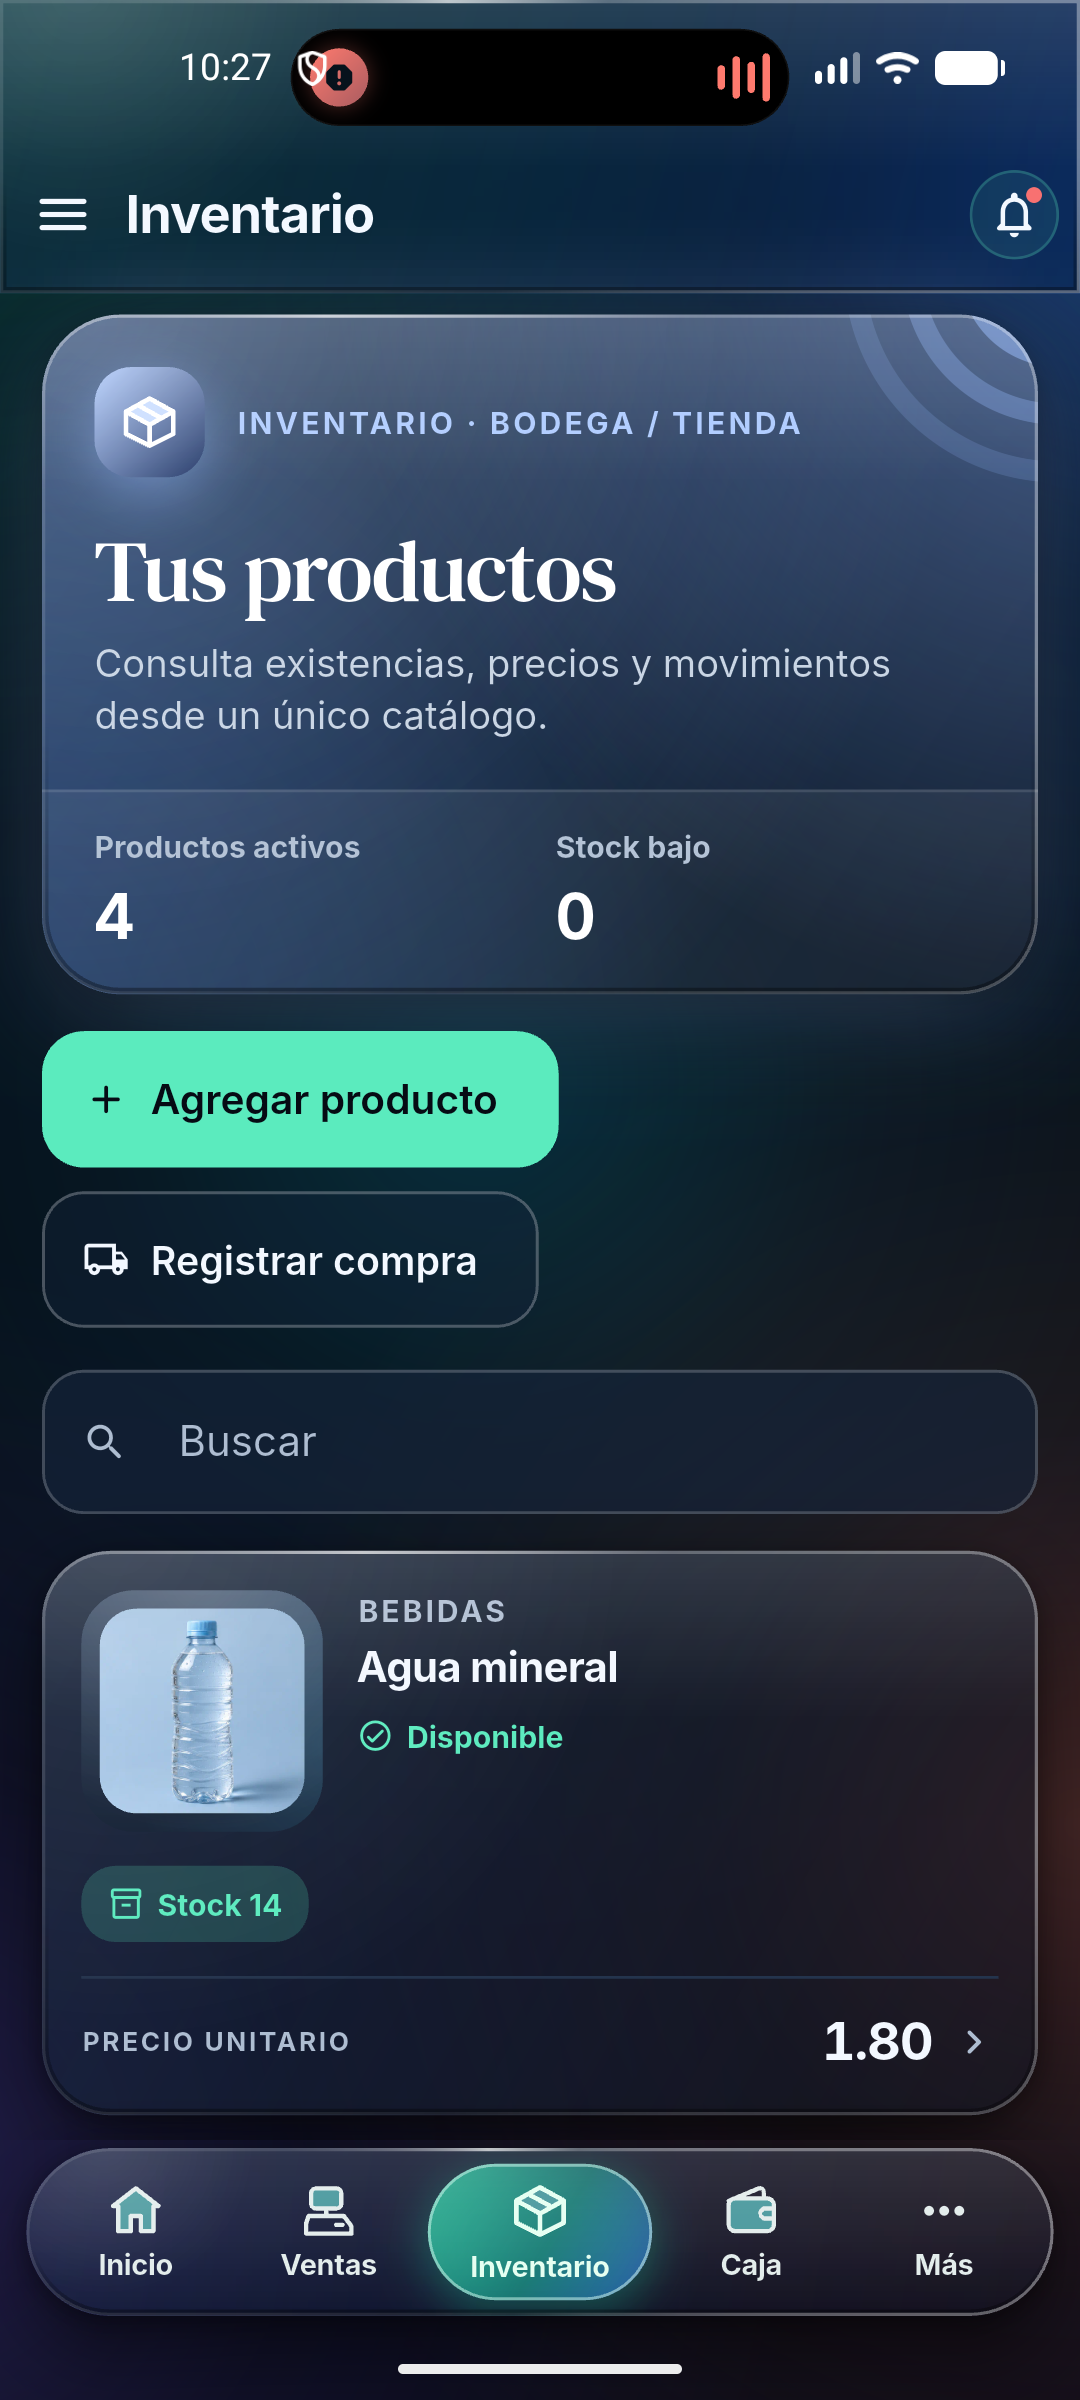 10:27
Inventario
INVENTARIO · BODEGA / TIENDA
Tus productos
Consulta existencias, precios y movimientos
desde un único catálogo.
Productos activos
4
Stock bajo
0
Agregar producto
Registrar compra
Buscar
BEBIDAS
Agua mineral
Disponible
Stock 14
PRECIO UNITARIO
1.80
Inicio
Ventas
Inventario
Caja
Más